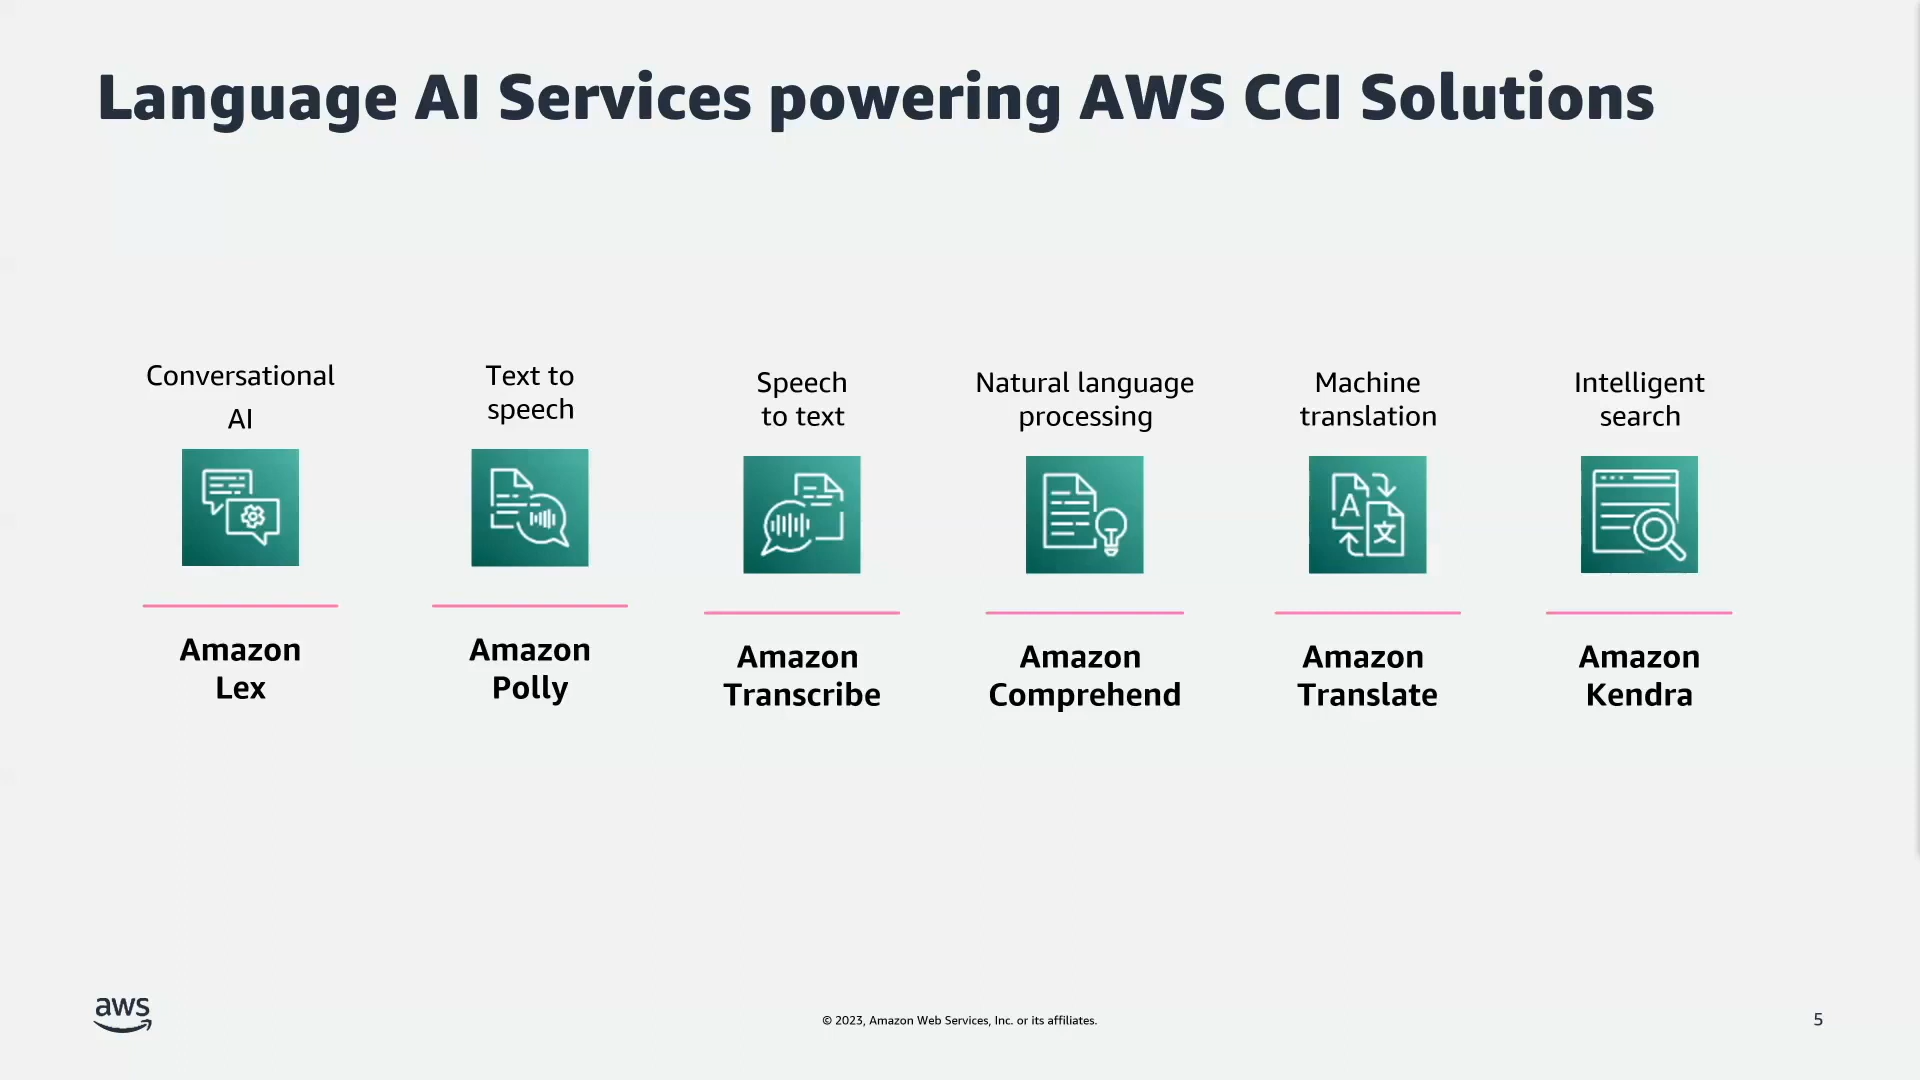 Language AI Services powering AWS CCI Solutions
Conversational
AI
Amazon
Lex
Text to
speech
Amazon
Polly
Speech
to text
Amazon
Transcribe
Natural language
processing
Amazon
Comprehend
Machine
translation
A
文
Amazon
Translate
Intelligent
search
Amazon
Kendra
aws
© 2023, Amazon Web Services, Inc. or its affiliates.
5